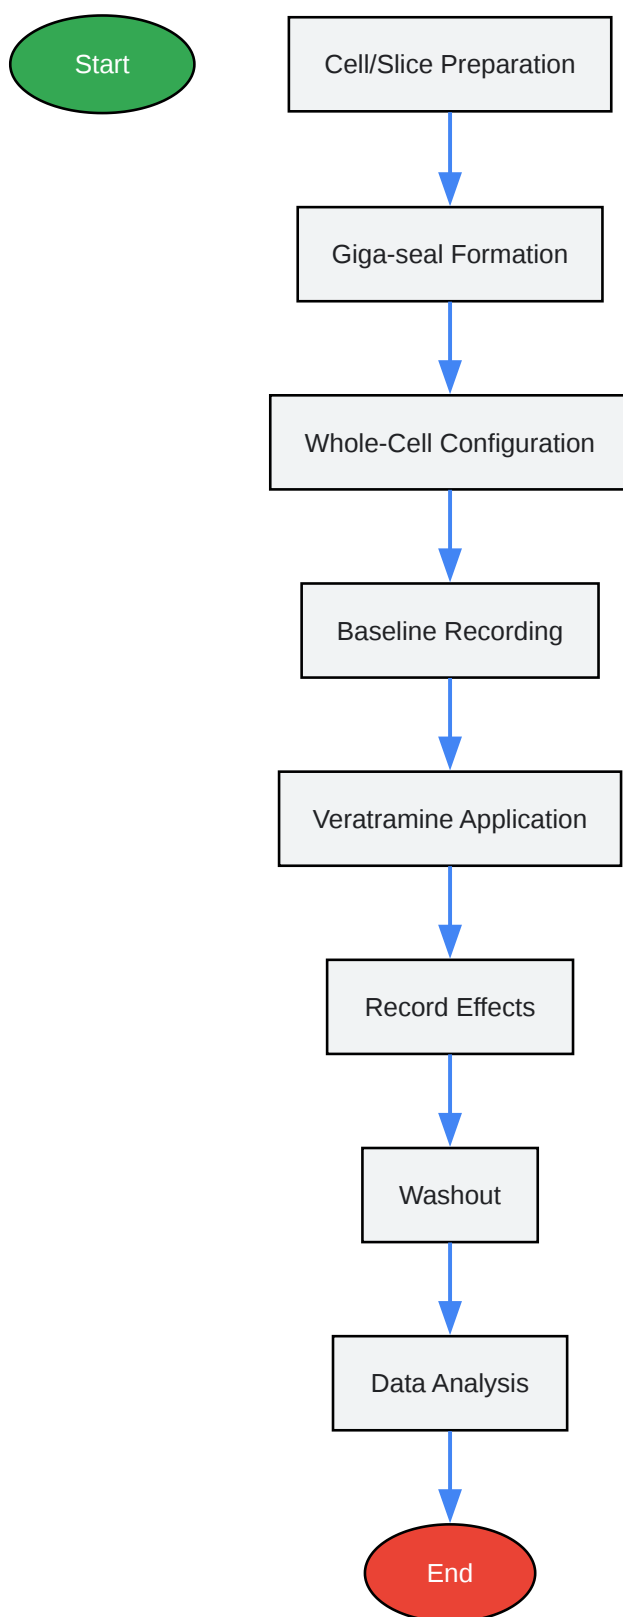 Start
Cell/Slice Preparation
Giga-seal Formation
Whole-Cell Configuration
Baseline Recording
Veratramine Application
Record Effects
Washout
Data Analysis
End